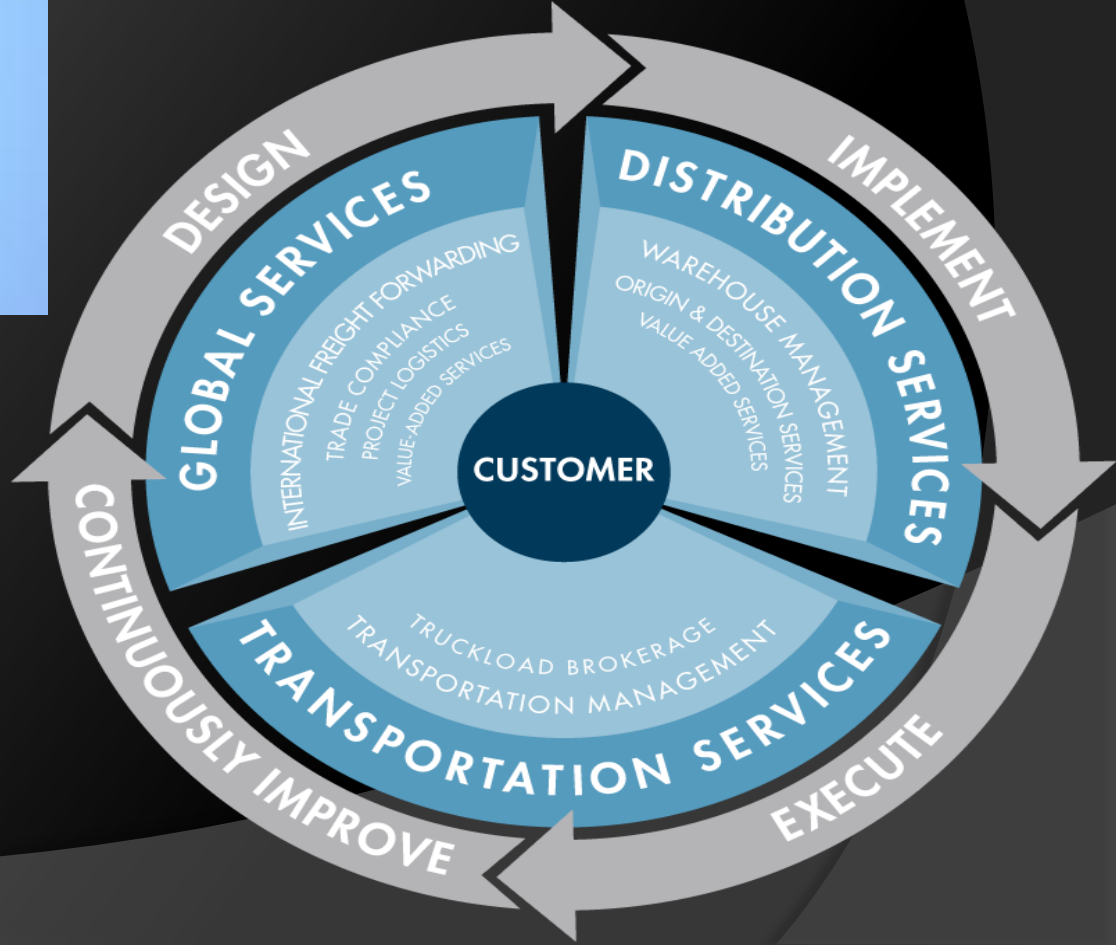 DESIGN
IMPLEMENT
EXECUTE
CONTINUOUSLY IMPROVE
GLOBAL SERVICES
INTERNATIONAL FREIGHT FORWARDING
TRADE COMPLIANCE
PROJECT LOGISTICS
VALUE-ADDED SERVICES
DISTRIBUTION SERVICES
WAREHOUSE MANAGEMENT
ORIGIN & DESTINATION SERVICES
VALUE ADDED SERVICES
CUSTOMER
TRUCKLOAD BROKERAGE
TRANSPORTATION MANAGEMENT
TRANSPORTATION SERVICES